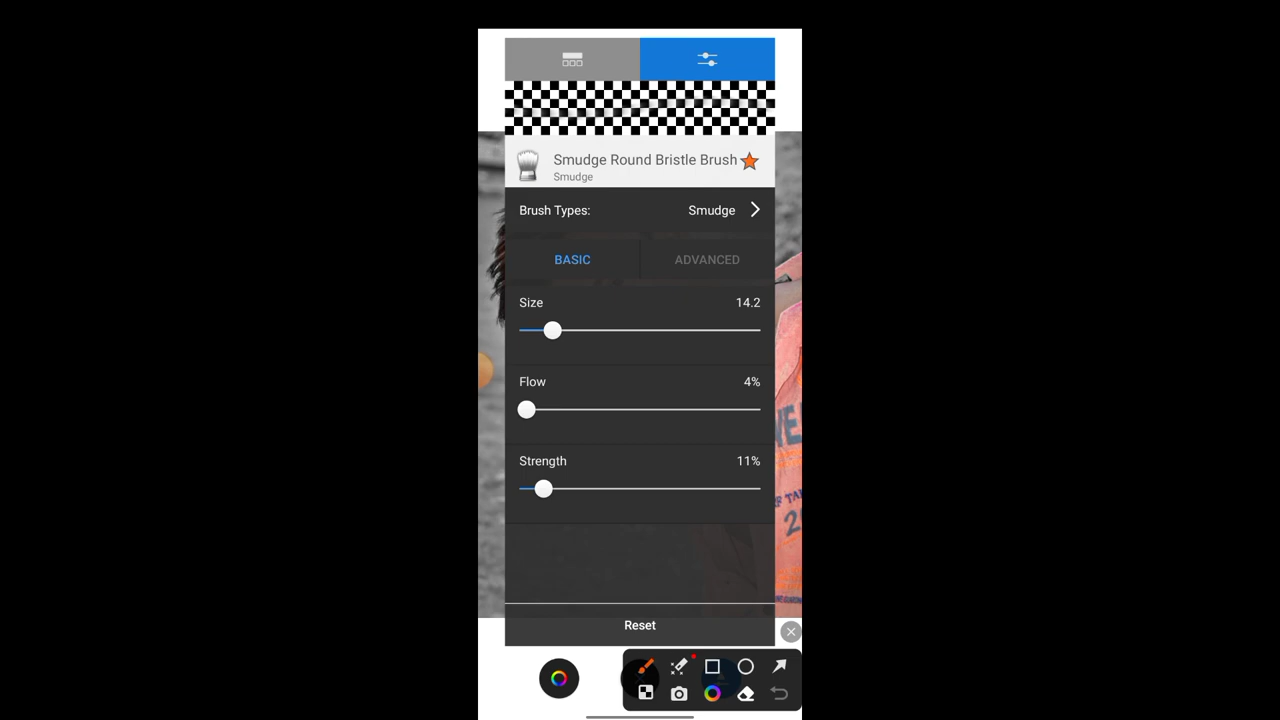 Smudge Round Bristle Brush
Smudge
Brush Types: Smudge
BASIC ADVANCED
Size 14.2
Flow 4%
Strength 11%
Reset